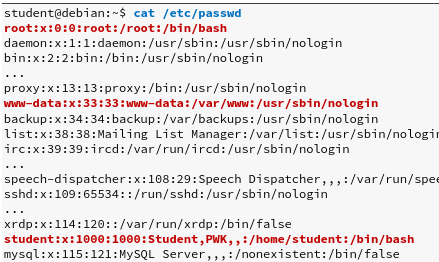 student@debian:~$ cat /etc/passwd
root:x:0:0:root:/root:/bin/bash
daemon:x:1:1:daemon:/usr/sbin:/usr/sbin/nologin
bin:x:2:2:bin:/bin:/usr/sbin/nologin
...
proxy:x:13:13:proxy:/bin:/usr/sbin/nologin
www-data:x:33:33:www-data:/var/www:/usr/sbin/nologin
backup:x:34:34:backup:/var/backups:/usr/sbin/nologin
list:x:38:38:Mailing List Manager:/var/list:/usr/sbin/nologin
irc:x:39:39:ircd:/var/run/ircd:/usr/sbin/nologin
...
speech-dispatcher:x:108:29:Speech Dispatcher,,,:/var/run/spee
sshd:x:109:65534::/run/sshd:/usr/sbin/nologin
...
xrdp:x:114:120::/var/run/xrdp:/bin/false
student:x:1000:1000:Student,PWK,,:/home/student:/bin/bash
mysql:x:115:121:MySQL Server,,,:/nonexistent:/bin/false